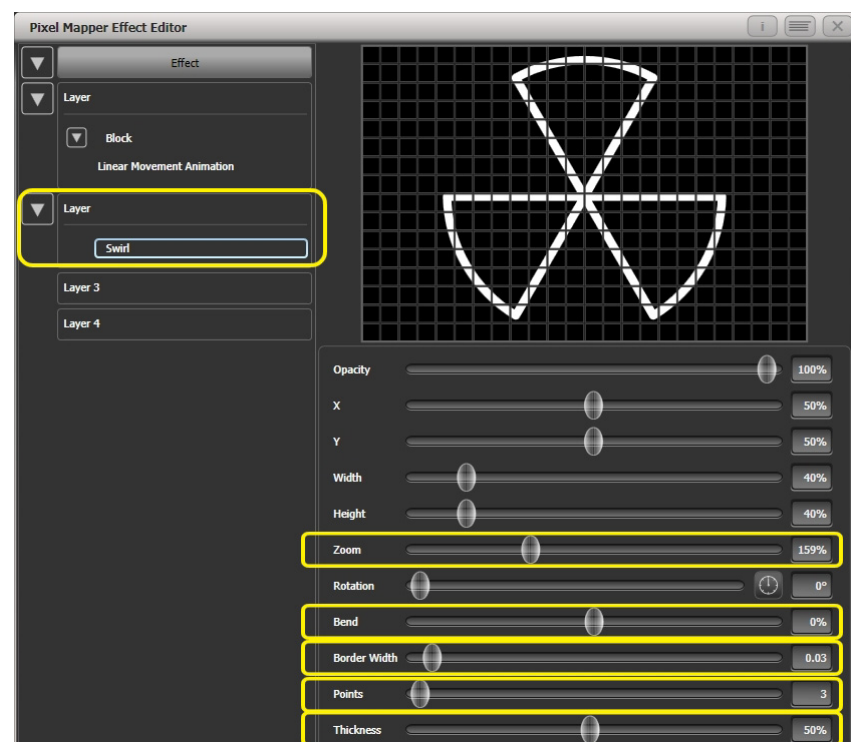 Pixel Mapper Effect Editor
i
Effect
Layer
Block
Linear Movement Animation
Layer
Swirl
Layer 3
Layer 4
Opacity 100%
X 50%
Y 50%
Width 40%
Height 40%
Zoom 159%
Rotation 0°
Bend 0%
Border Width 0.03
Points 3
Thickness 50%